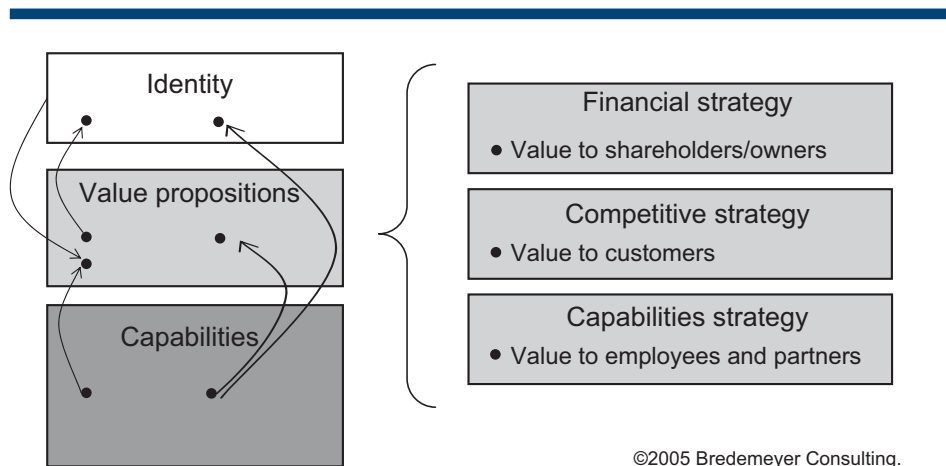 Identity
Value propositions
Capabilities
Financial strategy
• Value to shareholders/owners
Competitive strategy
• Value to customers
Capabilities strategy
• Value to employees and partners
©2005 Bredemeyer Consulting.